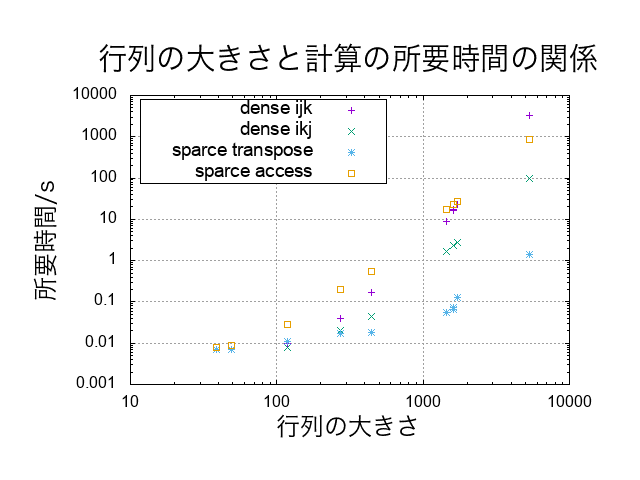 行列の大きさと計算の所要時間の関係
10000
1000
100
10
1
0.1
0.01
0.001
dense ijk
dense ikj
sparce transpose
sparce access
所要時間/s
10 100 1000 10000
行列の大きさ